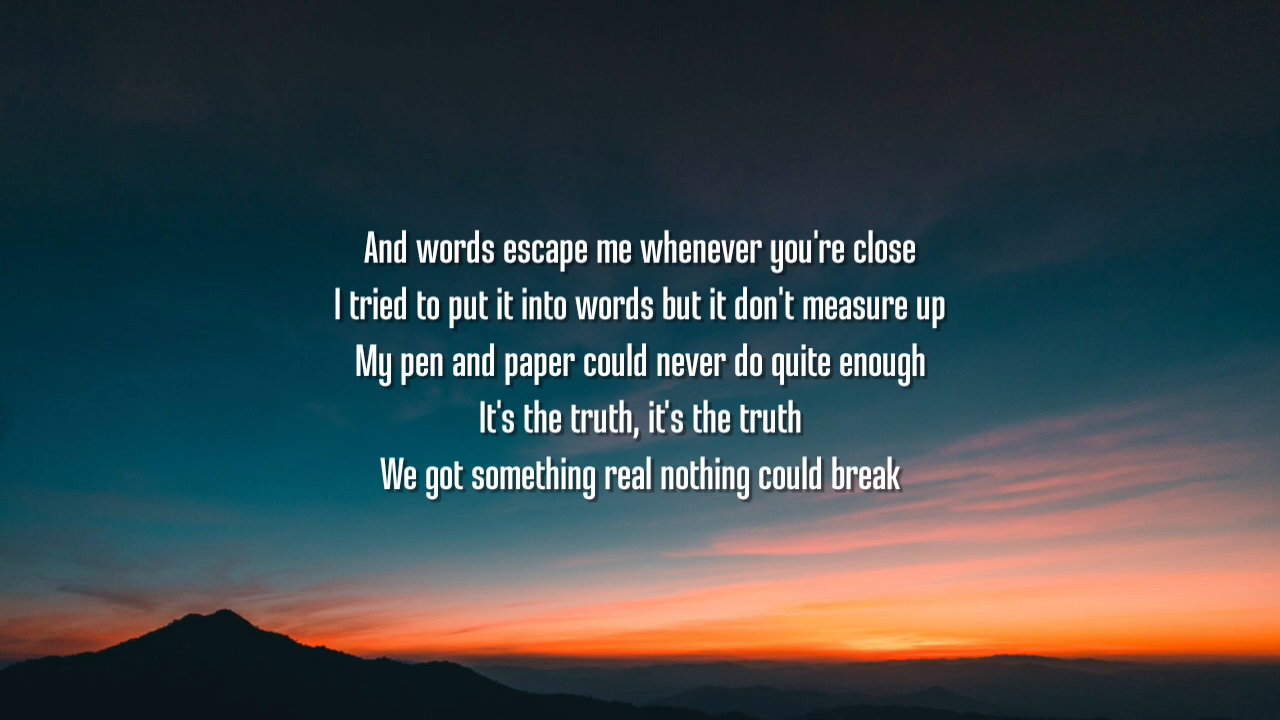 And words escape me whenever you're close
I tried to put it into words but it don't measure up
My pen and paper could never do quite enough
It's the truth, it's the truth
We got something real nothing could break